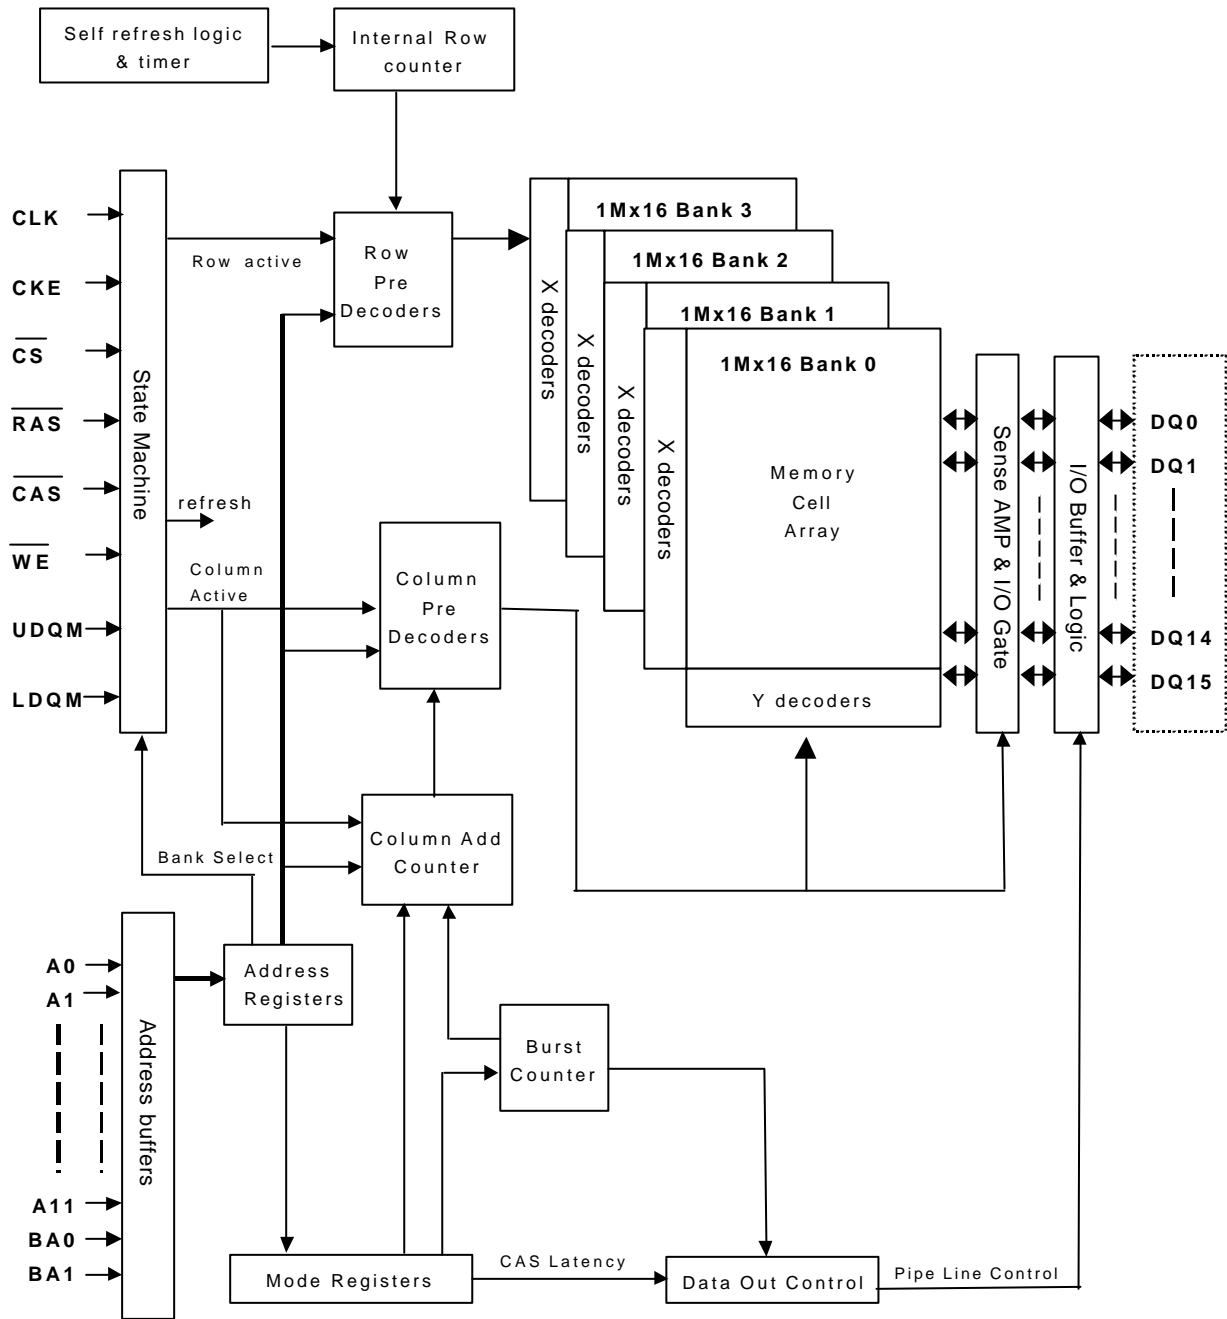 Self refresh logic
& timer
Internal Row
counter
CLK
CKE
CS
RAS
CAS
WE
UDQM
LDQM
State Machine
Row active
refresh
Column
Active
Bank Select
Row
Pre
Decoders
Column
Pre
Decoders
Column Add
Counter
1Mx16 Bank 3
1Mx16 Bank 2
1Mx16 Bank 1
1Mx16 Bank 0
X decoders
X decoders
X decoders
X decoders
Memory
Cell
Array
Y decoders
Sense AMP & I/O Gate
I/O Buffer & Logic
DQ0
DQ1
DQ14
DQ15
A0
A1
A11
BA0
BA1
Address buffers
Address
Registers
Burst
Counter
Mode Registers
CAS Latency
Data Out Control
Pipe Line Control